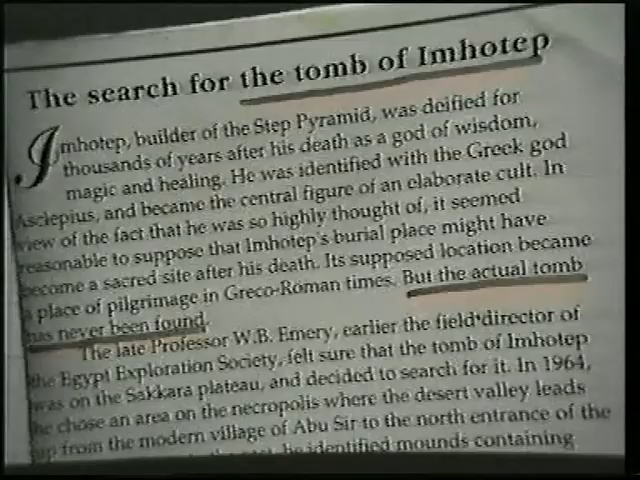 The search for the tomb of Imhotep
Imhotep, builder of the Step Pyramid, was deified for
thousands of years after his death as a god of wisdom,
magic and healing. He was identified with the Greek god
Asclepius, and became the central figure of an elaborate cult. In
view of the fact that he was so highly thought of, it seemed
reasonable to suppose that Imhotep's burial place might have
become a sacred site after his death. Its supposed location became
a place of pilgrimage in Greco-Roman times. But the actual tomb
has never been found.
The late Professor W.B. Emery, earlier the field director of
the Egypt Exploration Society, felt sure that the tomb of Imhotep
was on the Sakkara plateau, and decided to search for it. In 1964,
he chose an area on the necropolis where the desert valley leads
up from the modern village of Abu Sir to the north entrance of the
he identified mounds containing